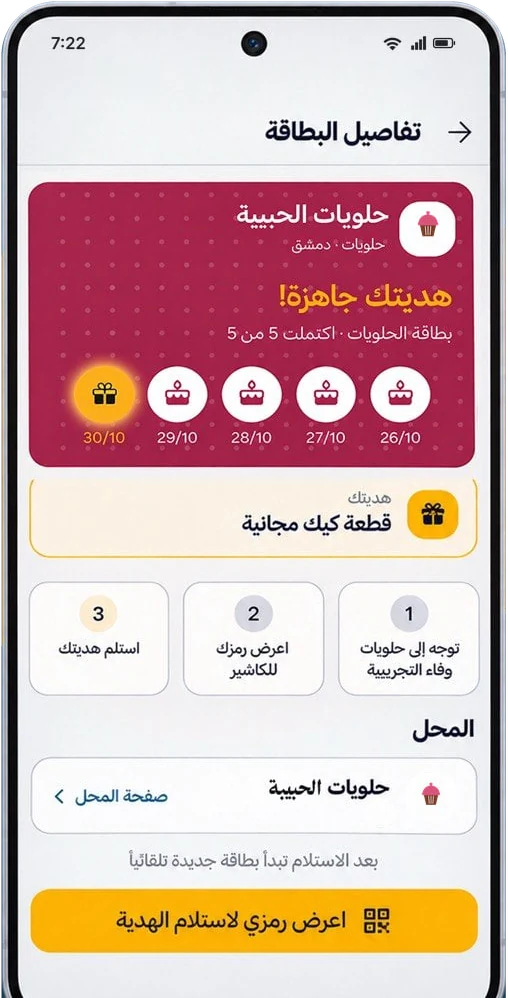 7:22
تفاصيل البطاقة
حلويات الحبيبة
حلويات · دمشق
هديتك جاهزة!
بطاقة الحلويات · اكتملت 5 من 5
26/10
27/10
28/10
29/10
30/10
هديتك
قطعة كيك مجانية
1
توجه إلى حلويات
وفاء التجريبية
2
اعرض رمزك
للكاشير
3
استلم هديتك
المحل
حلويات الحبيبة
صفحة المحل
بعد الاستلام تبدأ بطاقة جديدة تلقائياً
اعرض رمزي لاستلام الهدية